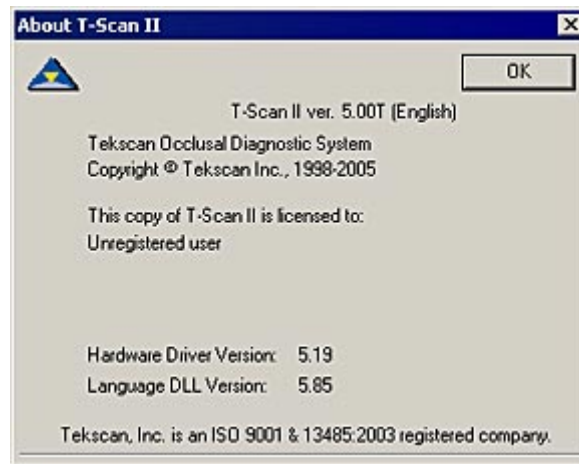 About T-Scan II
OK
T-Scan II ver. 5.00T (English)
Tekscan Occlusal Diagnostic System
Copyright © Tekscan Inc., 1998-2005
This copy of T-Scan II is licensed to:
Unregistered user
Hardware Driver Version: 5.19
Language DLL Version: 5.85
Tekscan, Inc. is an ISO 9001 & 13485:2003 registered company.